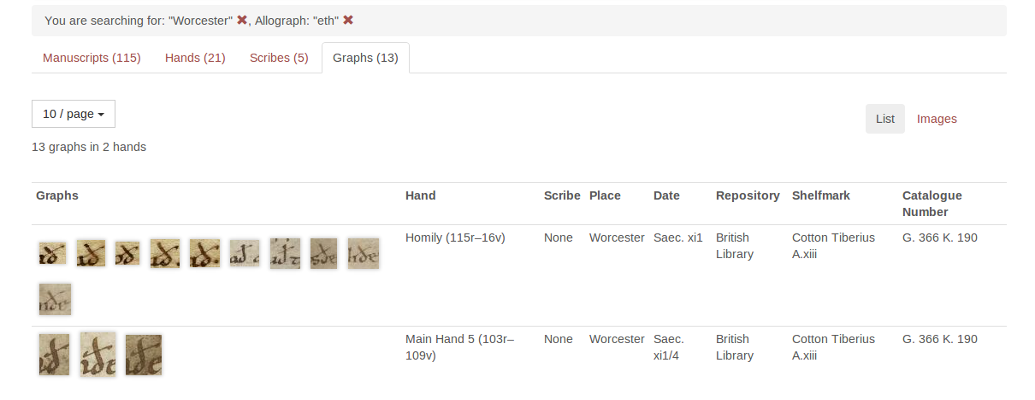 You are searching for: "Worcester" ✖, Allograph: "eth" ✖
Manuscripts (115) Hands (21) Scribes (5) Graphs (13)
10 / page
List Images
13 graphs in 2 hands
Graphs Hand Scribe Place Date Repository Shelfmark Catalogue Number
Homily (115r–16v) None Worcester Saec. xi1 British Library Cotton Tiberius A.xiii G. 366 K. 190
Main Hand 5 (103r–109v) None Worcester Saec. xi1/4 British Library Cotton Tiberius A.xiii G. 366 K. 190